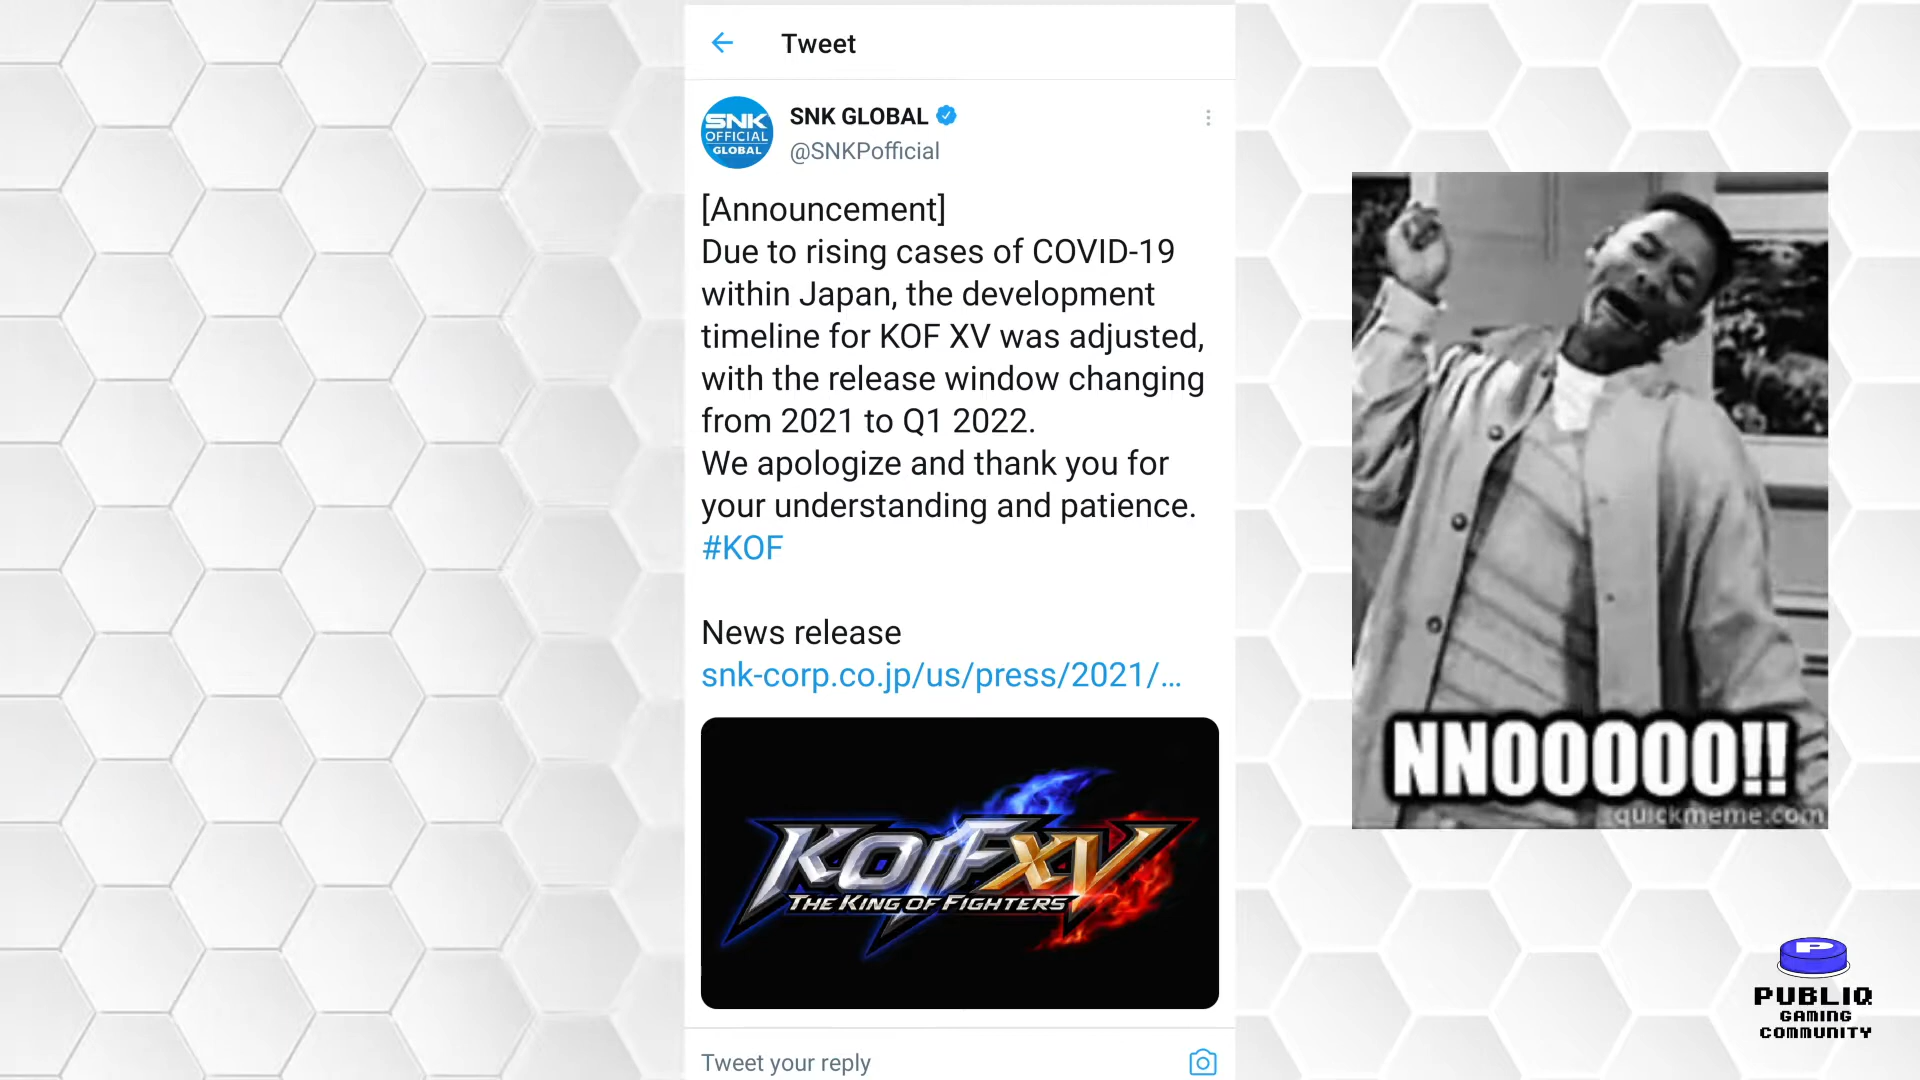 Tweet
SNK
OFFICIAL
GLOBAL
SNK GLOBAL
@SNKPofficial
[Announcement]
Due to rising cases of COVID-19
within Japan, the development
timeline for KOF XV was adjusted,
with the release window changing
from 2021 to Q1 2022.
We apologize and thank you for
your understanding and patience.
#KOF
News release
snk-corp.co.jp/us/press/2021/...
KOF XV
THE KING OF FIGHTERS
Tweet your reply
NNOOOOO!!
quickmeme.com
P
PUBLIQ
GAMING
COMMUNITY